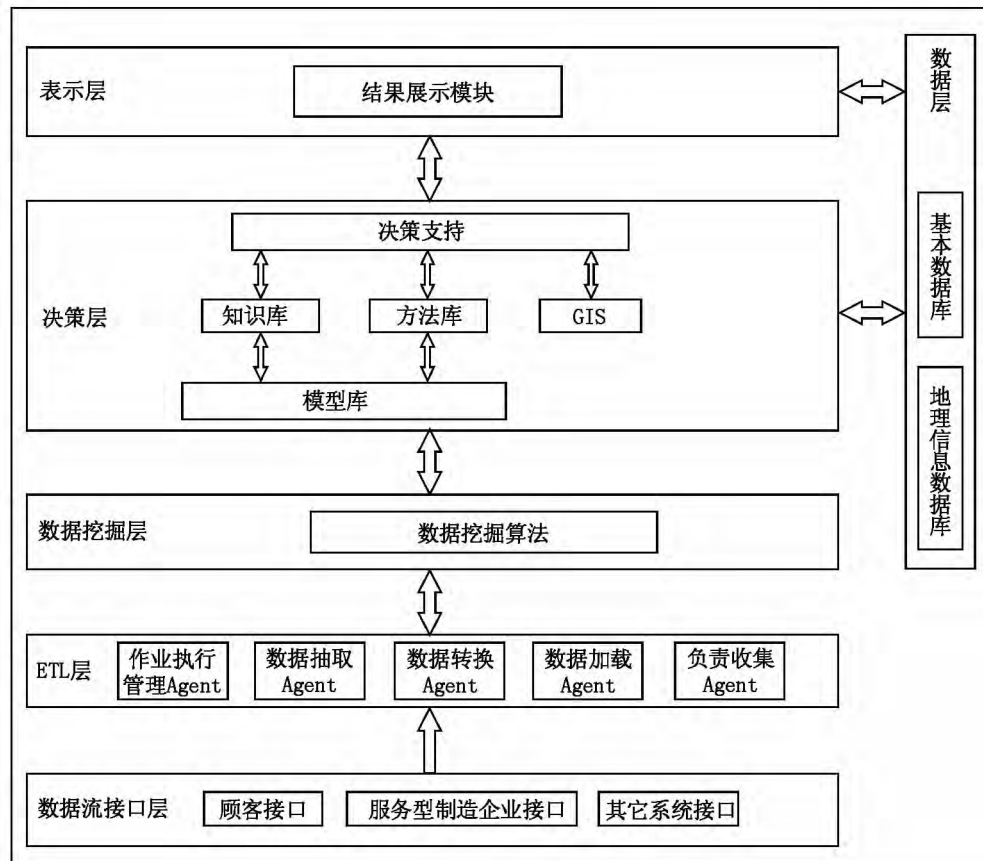 表示层
结果展示模块
决策层
决策支持
知识库
方法库
GIS
模型库
数据挖掘层
数据挖掘算法
ETL层
作业执行
管理Agent
数据抽取
Agent
数据转换
Agent
数据加载
Agent
负责收集
Agent
数据流接口层
顾客接口
服务型制造企业接口
其它系统接口
数据层
基本数据库
地理信息数据库